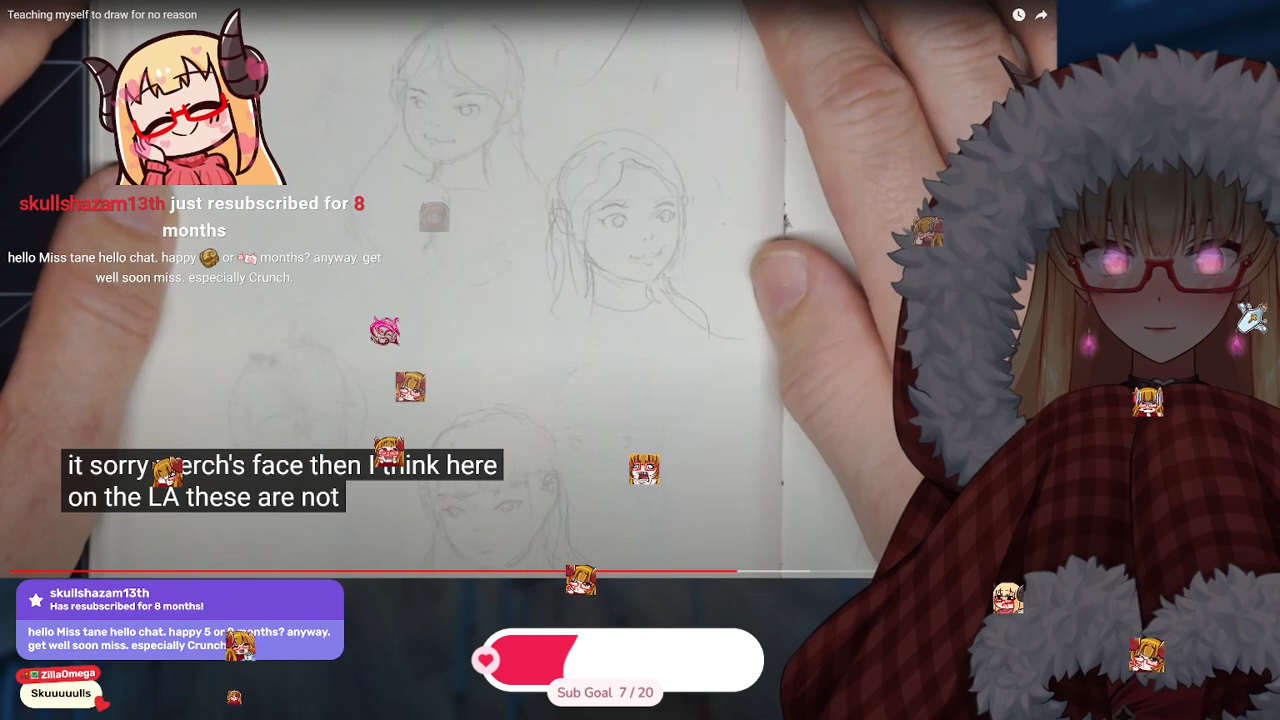 Teaching myself to draw for no reason
skullshazam13th just resubscribed for 8
months
hello Miss tane hello chat. happy or months? anyway. get
well soon miss. especially Crunch.
it sorry erch's face then I think here
on the LA these are not
skullshazam13th
Has resubscribed for 8 months!
hello Miss tane hello chat. happy 5 or months? anyway.
get well soon miss. especially Crunch
ZillaOmega
Skuuuuulls
Sub Goal 7 / 20